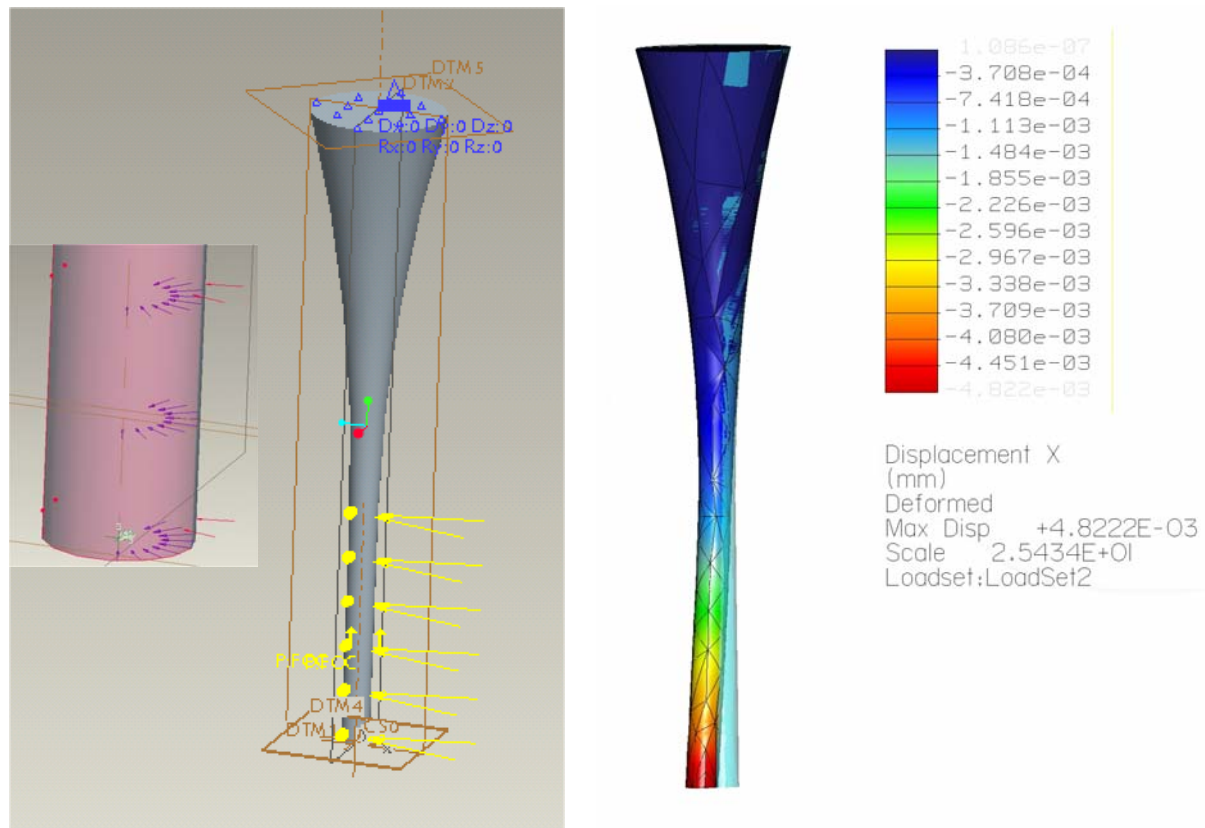 DTM5
DTM2
Dx:0 Dy:0 Dz:0
Rx:0 Ry:0 Rz:0
DTM4
DTM1
CS0
X
1.086e-07
-3.708e-04
-7.418e-04
-1.113e-03
-1.484e-03
-1.855e-03
-2.226e-03
-2.596e-03
-2.967e-03
-3.338e-03
-3.709e-03
-4.080e-03
-4.451e-03
-4.822e-03
Displacement X
(mm)
Deformed
Max Disp +4.8222E-03
Scale 2.5434E+01
Loadset:LoadSet2